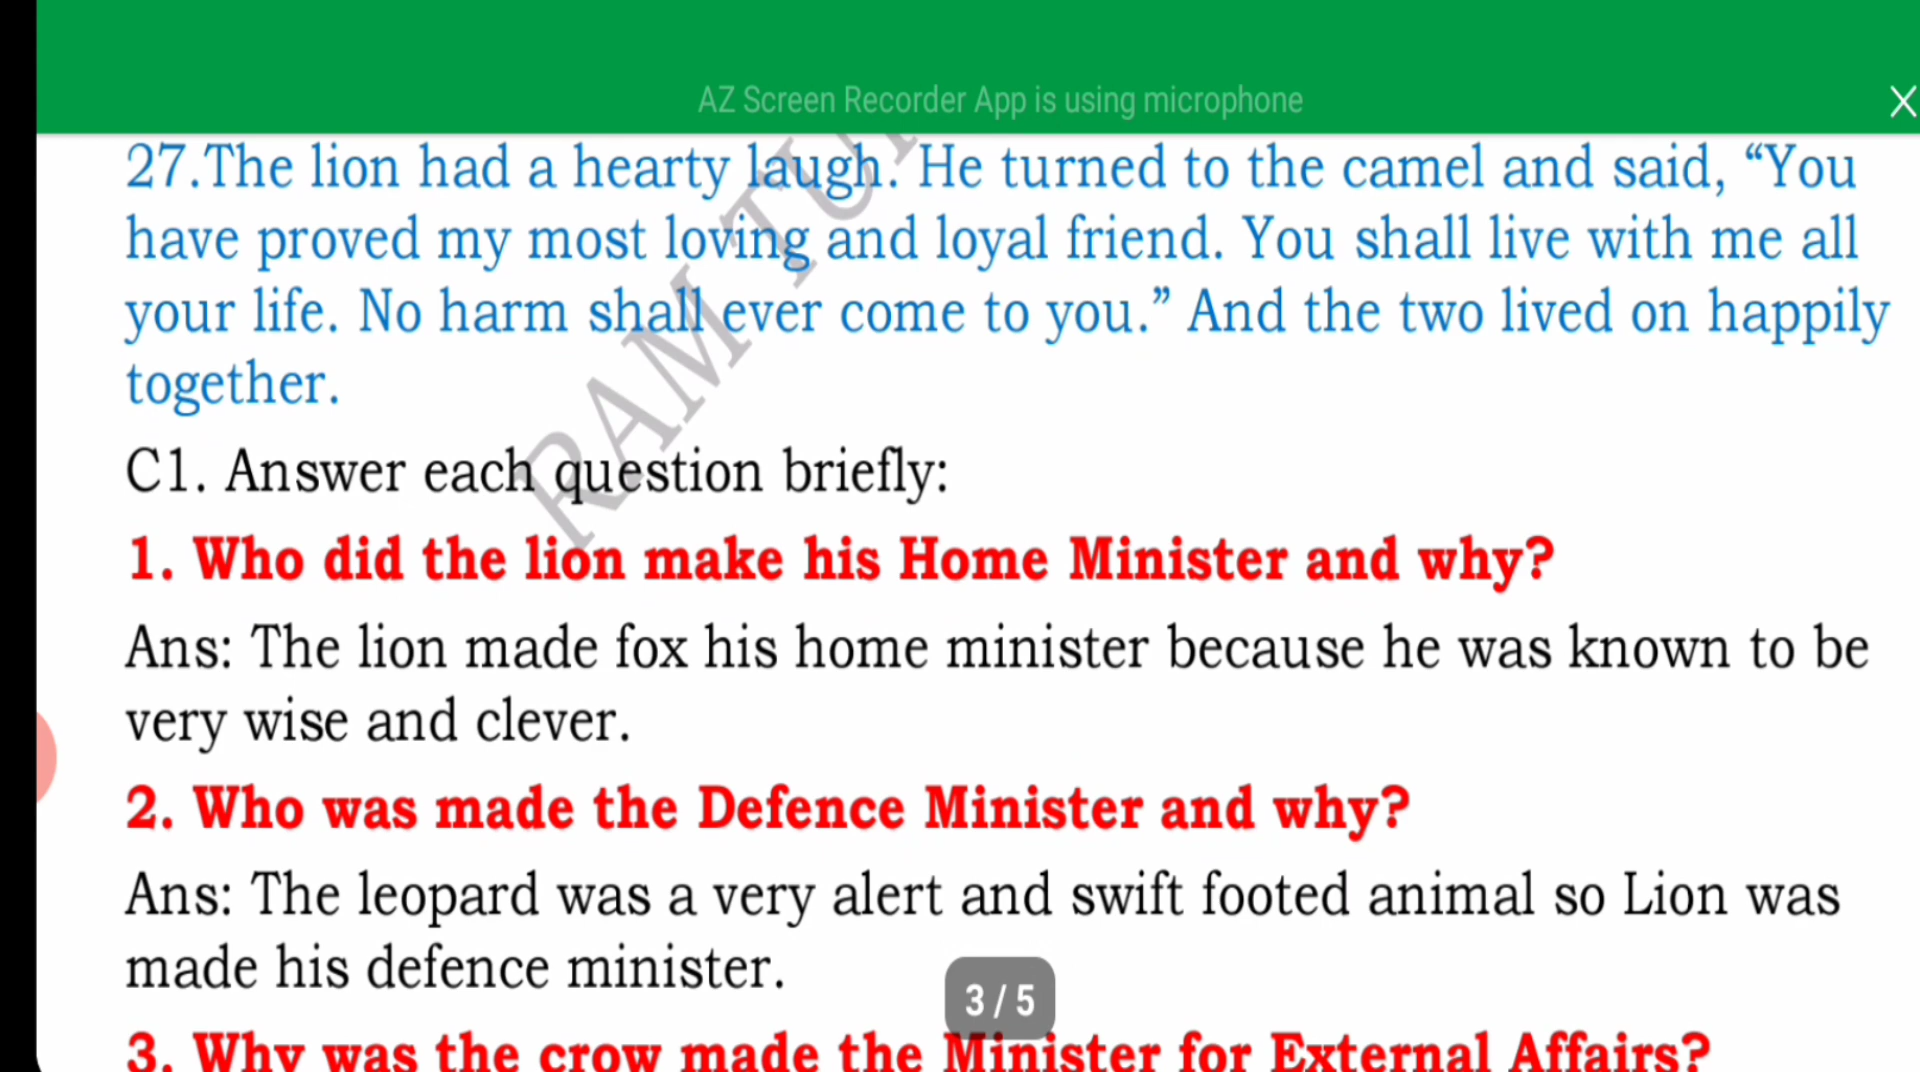 AZ Screen Recorder App is using microphone
27.The lion had a hearty laugh. He turned to the camel and said, “You
have proved my most loving and loyal friend. You shall live with me all
your life. No harm shall ever come to you.” And the two lived on happily
together.
C1. Answer each question briefly:
1. Who did the lion make his Home Minister and why?
Ans: The lion made fox his home minister because he was known to be
very wise and clever.
2. Who was made the Defence Minister and why?
Ans: The leopard was a very alert and swift footed animal so Lion was
made his defence minister.
3 / 5
3. Why was the crow made the Minister for External Affairs?
RAM TU